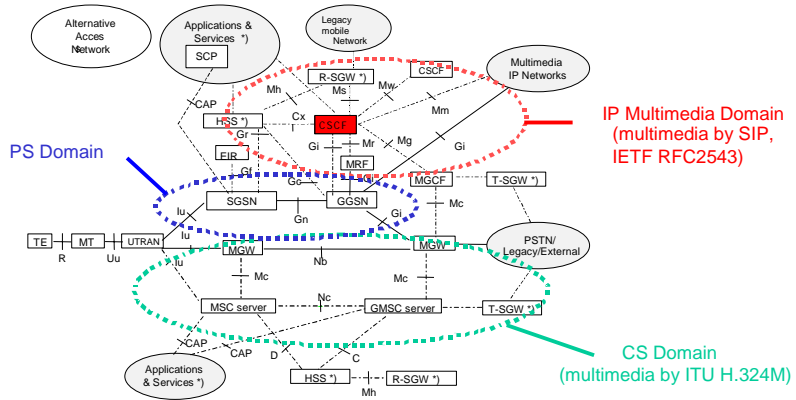 Alternative
Acces
Network
s
Applications &
Services *)
SCP
Legacy
mobile
Network
Multimedia
IP Networks
R-SGW *)
CSCF
Mh
Ms
Mw
Mm
CAP
HSS *)
Cx
CSCF
IP Multimedia Domain
(multimedia by SIP,
IETF RFC2543)
Gr
Gi
Mr
Mg
Gi
PS Domain
EIR
MRF
Gf
Gc
Gi
MGCF
T-SGW *)
SGSN
GGSN
Mc
Iu
Gn
Gi
TE
MT
UTRAN
Iu
Iu
MGW
MGW
PSTN/
Legacy/External
R
Uu
Nb
Mc
Mc
Nc
MSC server
GMSC server
T-SGW *)
CAP
CAP
D
C
CS Domain
(multimedia by ITU H.324M)
Applications
& Services *)
HSS *)
R-SGW *)
Mh